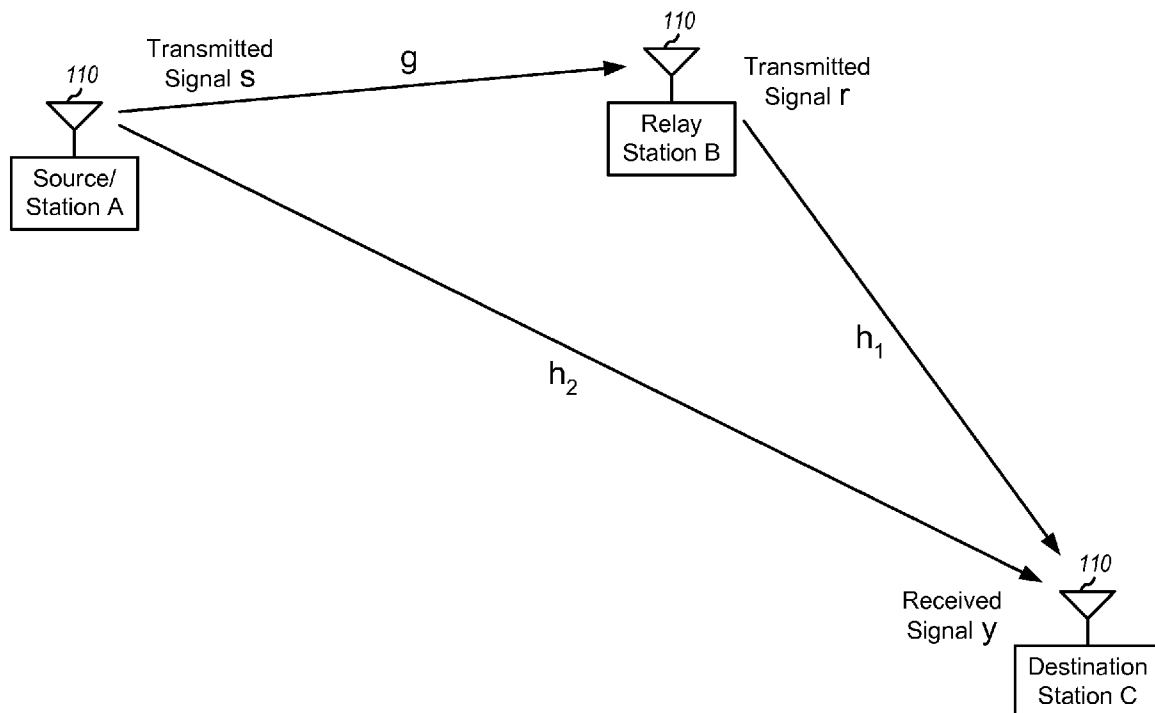 110
Transmitted
Signal s
g
110
Transmitted
Signal r
Source/
Station A
Relay
Station B
h₁
h₂
110
Received
Signal y
Destination
Station C